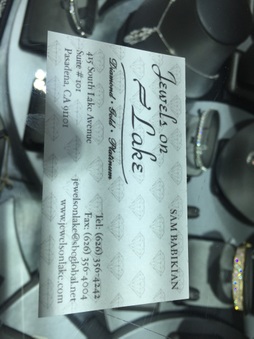 SAM BABIKIAN
Jewels on
Lake
Diamond • Gold • Platinum
415 South Lake Avenue
Suite # 101
Pasadena, CA 91101
Tel: (626) 356-4242
Fax: (626) 356-4004
jewelsonlake@sbcglobal.net
www.jewelsonlake.com